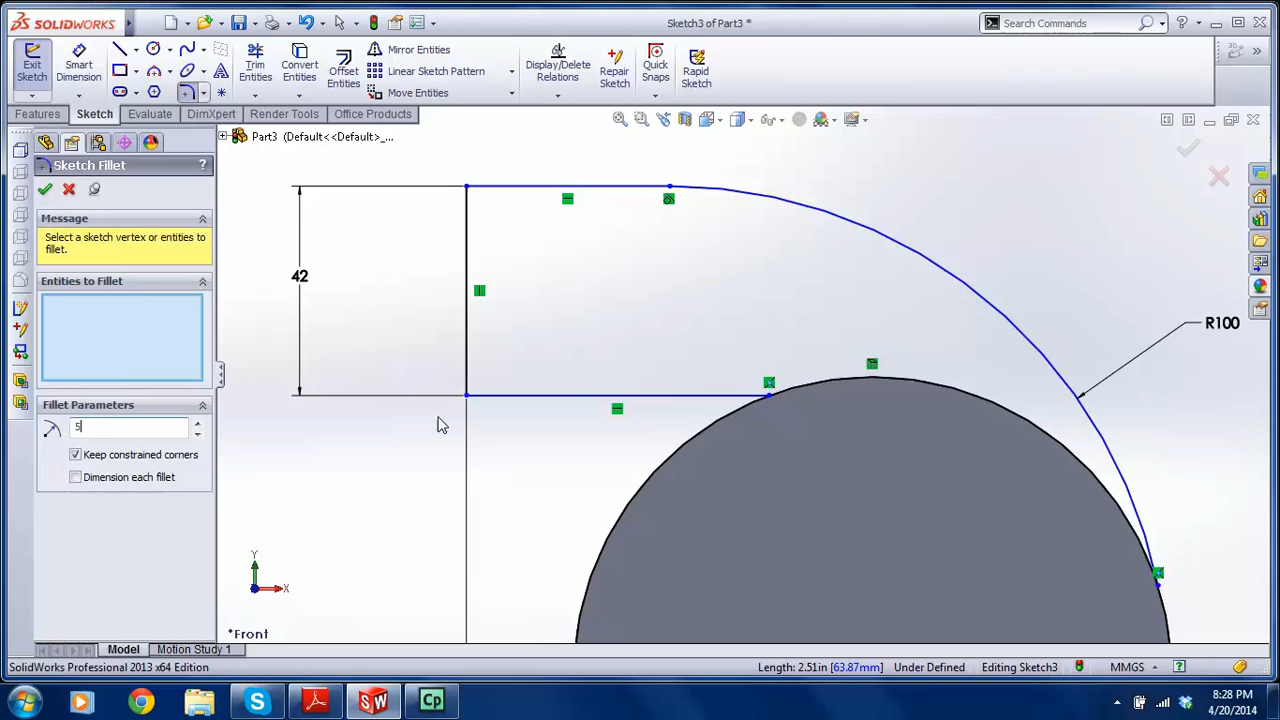 SOLIDWORKS
Sketch3 of Part3 *
Search Commands
Exit Sketch
Smart Dimension
Trim Entities
Convert Entities
Offset Entities
Mirror Entities
Linear Sketch Pattern
Move Entities
Display/Delete Relations
Repair Sketch
Quick Snaps
Rapid Sketch
Features Sketch Evaluate DimXpert Render Tools Office Products
Part3 (Default<<Default>_...
Sketch Fillet ?
Message
Select a sketch vertex or entities to
fillet.
Entities to Fillet
Fillet Parameters
5
Keep constrained corners
Dimension each fillet
42
R100
Y
X
*Front
Model Motion Study 1
SolidWorks Professional 2013 x64 Edition
Length: 2.51in [63.87mm] Under Defined Editing Sketch3 MMGS ?
S SW Cp
8:28 PM
4/20/2014